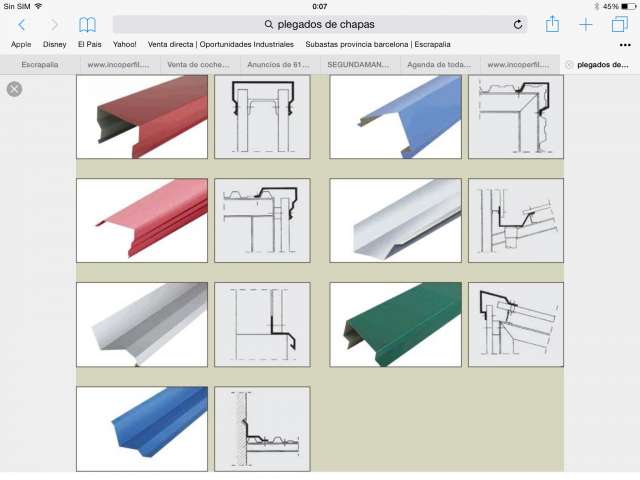 Sin SIM 0:07 45%
plegados de chapas
Apple Disney El País Yahoo! Venta directa | Oportunidades Industriales Subastas provincia barcelona | Escrapalia
Escrapalia www.incoperfil.... Venta de coche... Anuncios de 61... SEGUNDAMAN... Agenda de toda... www.incoperfil.... plegados de...